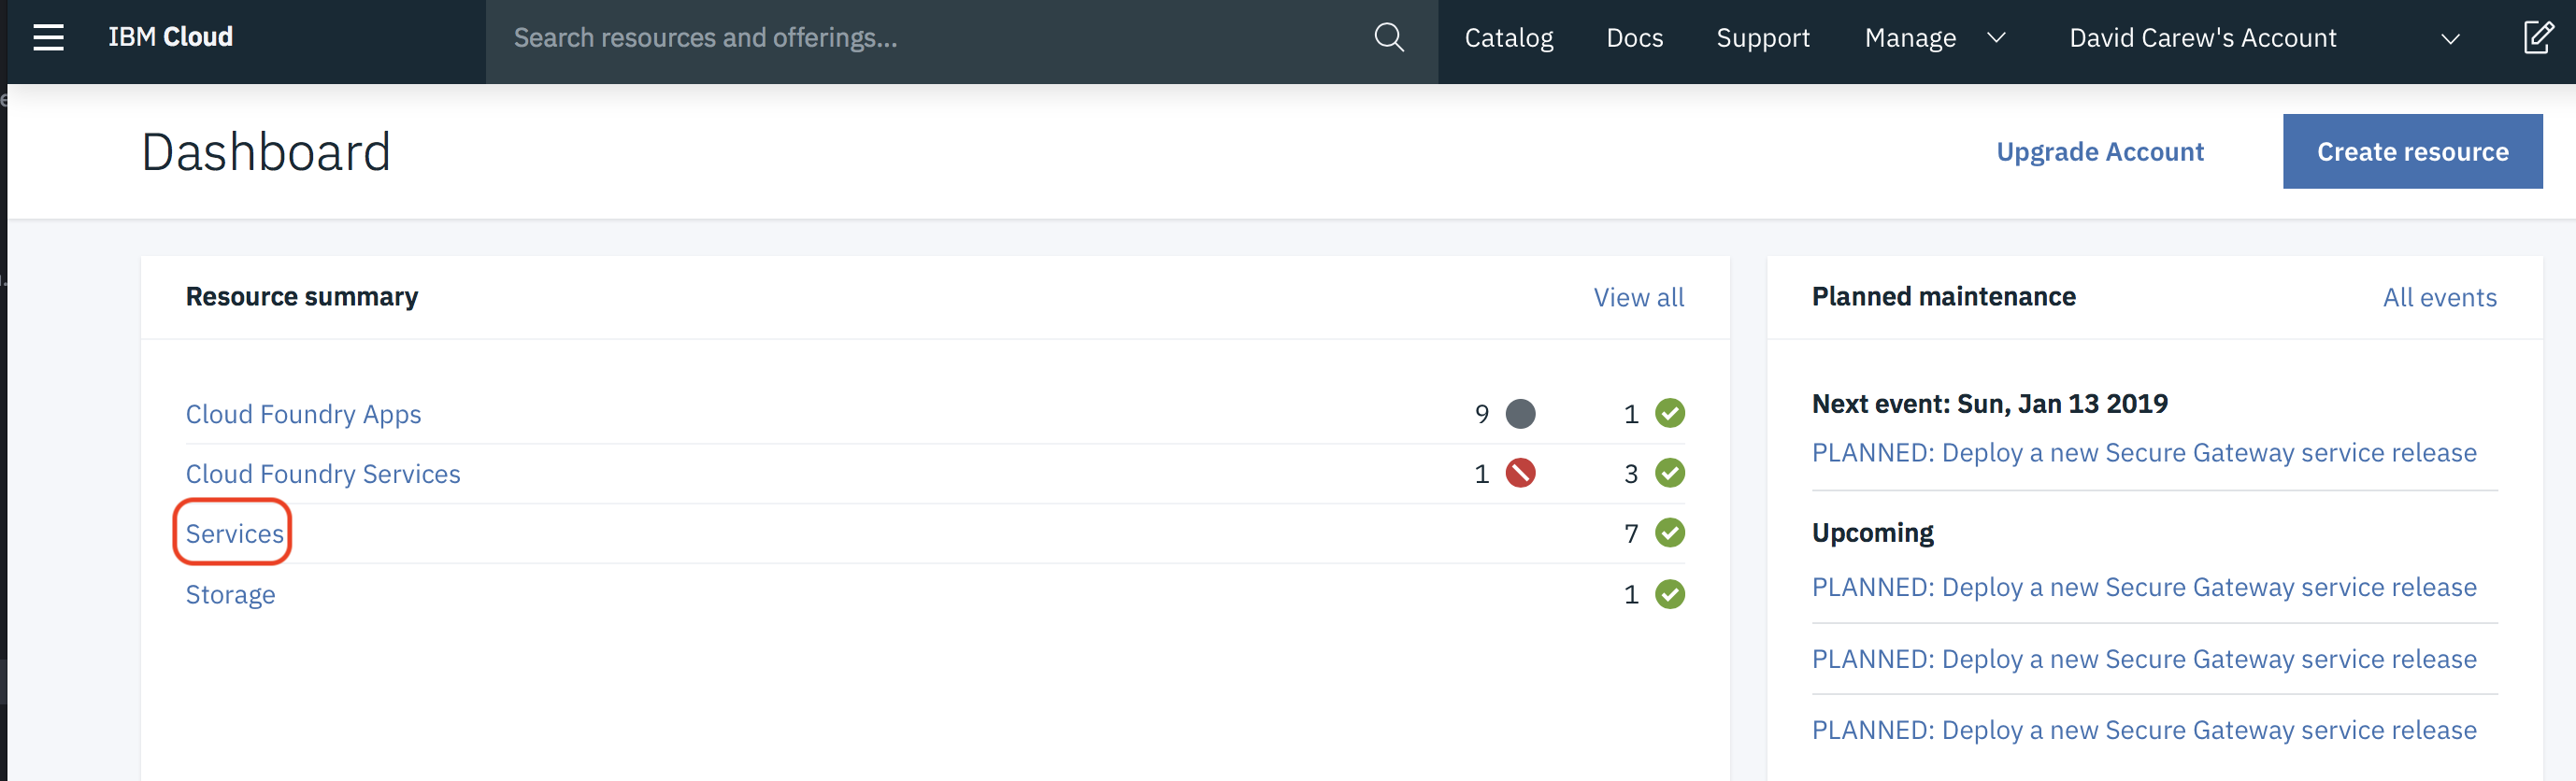 IBM Cloud
Search resources and offerings...
Catalog
Docs
Support
Manage
David Carew's Account
Dashboard
Upgrade Account
Create resource
Resource summary
View all
Cloud Foundry Apps
9
1
Cloud Foundry Services
1
3
Services
7
Storage
1
Planned maintenance
All events
Next event: Sun, Jan 13 2019
PLANNED: Deploy a new Secure Gateway service release
Upcoming
PLANNED: Deploy a new Secure Gateway service release
PLANNED: Deploy a new Secure Gateway service release
PLANNED: Deploy a new Secure Gateway service release